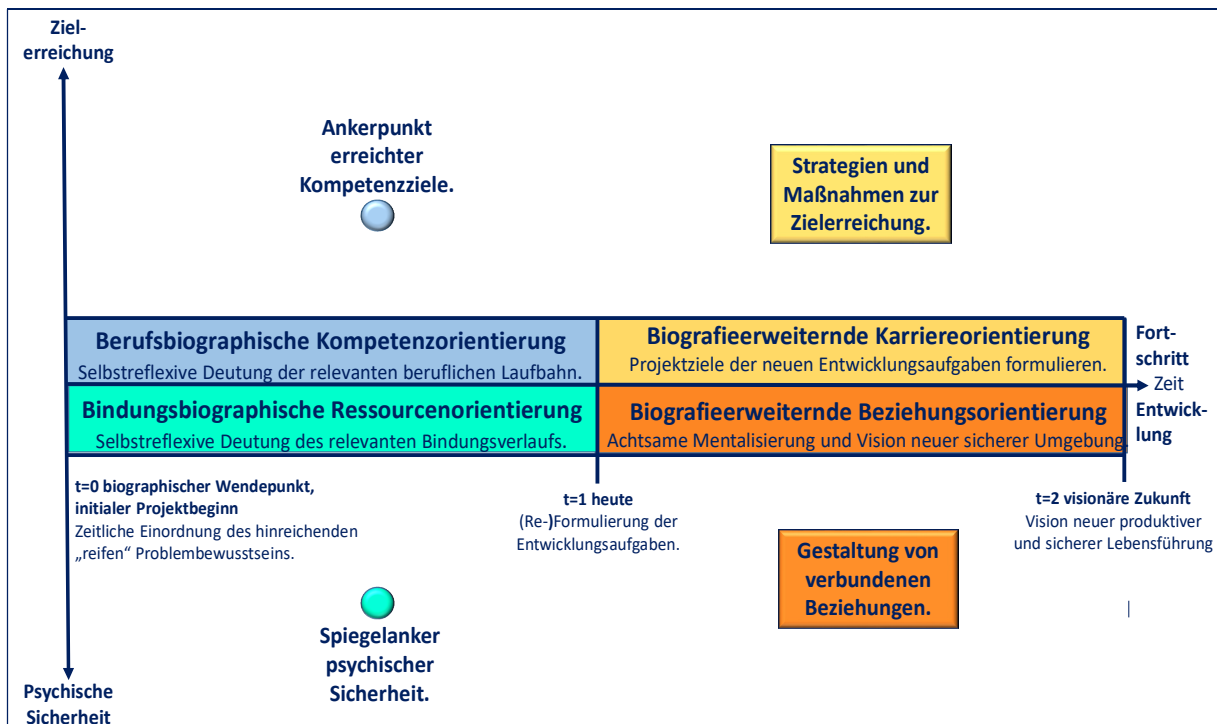 Ziel-
erreichung
Ankerpunkt
erreichter
Kompetenzziele.
Strategien und
Maßnahmen zur
Zielerreichung.
Berufsbiographische Kompetenzorientierung
Selbstreflexive Deutung der relevanten beruflichen Laufbahn.
Biografieerweiternde Karriereorientierung
Projektziele der neuen Entwicklungsaufgaben formulieren.
Fort-
schritt
Zeit
Entwick-
lung
Bindungsbiographische Ressourcenorientierung
Selbstreflexive Deutung des relevanten Bindungsverlaufs.
Biografieerweiternde Beziehungsorientierung
Achtsame Mentalisierung und Vision neuer sicherer Umgebung.
t=0 biographischer Wendepunkt,
initialer Projektbeginn
Zeitliche Einordnung des hinreichenden
„reifen“ Problembewusstseins.
t=1 heute
(Re-)Formulierung der
Entwicklungsaufgaben.
t=2 visionäre Zukunft
Vision neuer produktiver
und sicherer Lebensführung
Gestaltung von
verbundenen
Beziehungen.
Spiegelanker
psychischer
Sicherheit.
Psychische
Sicherheit